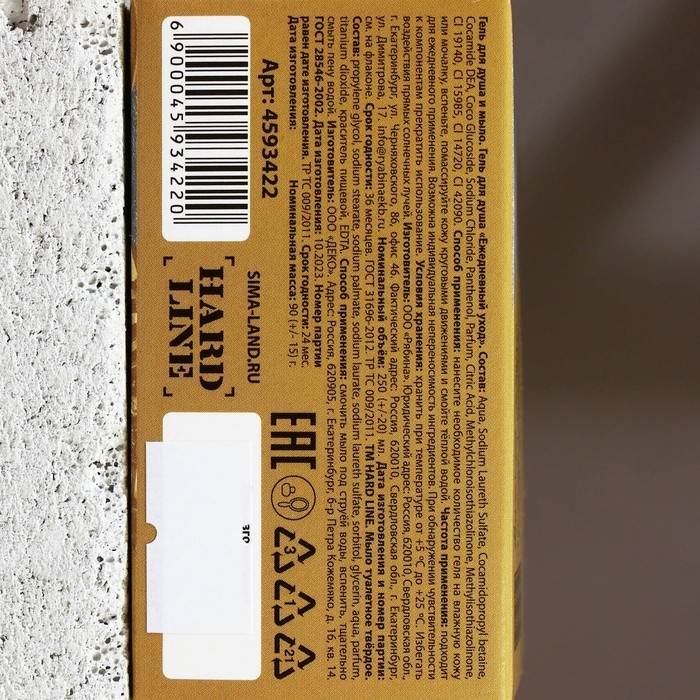 Гель для душа и мыло. Гель для душа «Ежедневный уход». Состав: Aqua, Sodium Laureth Sulfate, Cocamidopropyl betaine,
Cocamide DEA, Coco Glucoside, Sodium Chloride, Panthenol, Parfum, Citric Acid, Methylchloroisothiazolinone, Methylisothiazolinone,
CI 19140, CI 15985, CI 14720, CI 42090. Способ применения: нанесите необходимое количество геля на влажную кожу
или мочалку, вспеньте, помассируйте кожу круговыми движениями и смойте тёплой водой. Частота применения: подходит
для ежедневного применения. Возможна индивидуальная непереносимость ингредиентов. При обнаружении чувствительности
к компонентам прекратить использование. Условия хранения: хранить при температуре от +5 °С до +25 °С. Избегать
воздействия прямых солнечных лучей. Изготовитель: ООО «Рябина». Юридический адрес: Россия, 620010, Свердловская обл.,
г. Екатеринбург, ул. Черняховского, 86, офис 46. Фактический адрес: Россия, 620010, Свердловская обл., г. Екатеринбург,
ул. Димитрова, 17. info@ryabinaekb.ru. Номинальный объём: 250 (+/-20) мл. Дата изготовления и номер партии:
см. на флаконе. Срок годности: 36 месяцев. ГОСТ 31696-2012. ТР ТС 009/2011. ТМ HARD LINE. Мыло туалетное твёрдое.
Состав: propylene glycol, sodium stearate, sodium palmate, sodium laurate, sodium laureth sulfate, sorbitol, glycerin, aqua, parfum,
titanium dioxide, краситель пищевой, EDTA. Способ применения: смочить мыло под струёй воды, вспенить, тщательно
смыть пену водой. Изготовитель: ООО «ДЕКО». Адрес: Россия, 620905, г. Екатеринбург, б-р Петра Кожемяко, д. 16, кв. 14.
ГОСТ 28546-2002. Дата изготовления: 10.2023. Номер партии
равен дате изготовления. ТР ТС 009/2011. Срок годности: 24 мес.
Дата изготовления: Номинальная масса: 90 (+/- 15) г.
Арт: 4593422
6 900045 934220
SIMA-LAND.RU
HARD
LINE
EAC
3 1 21